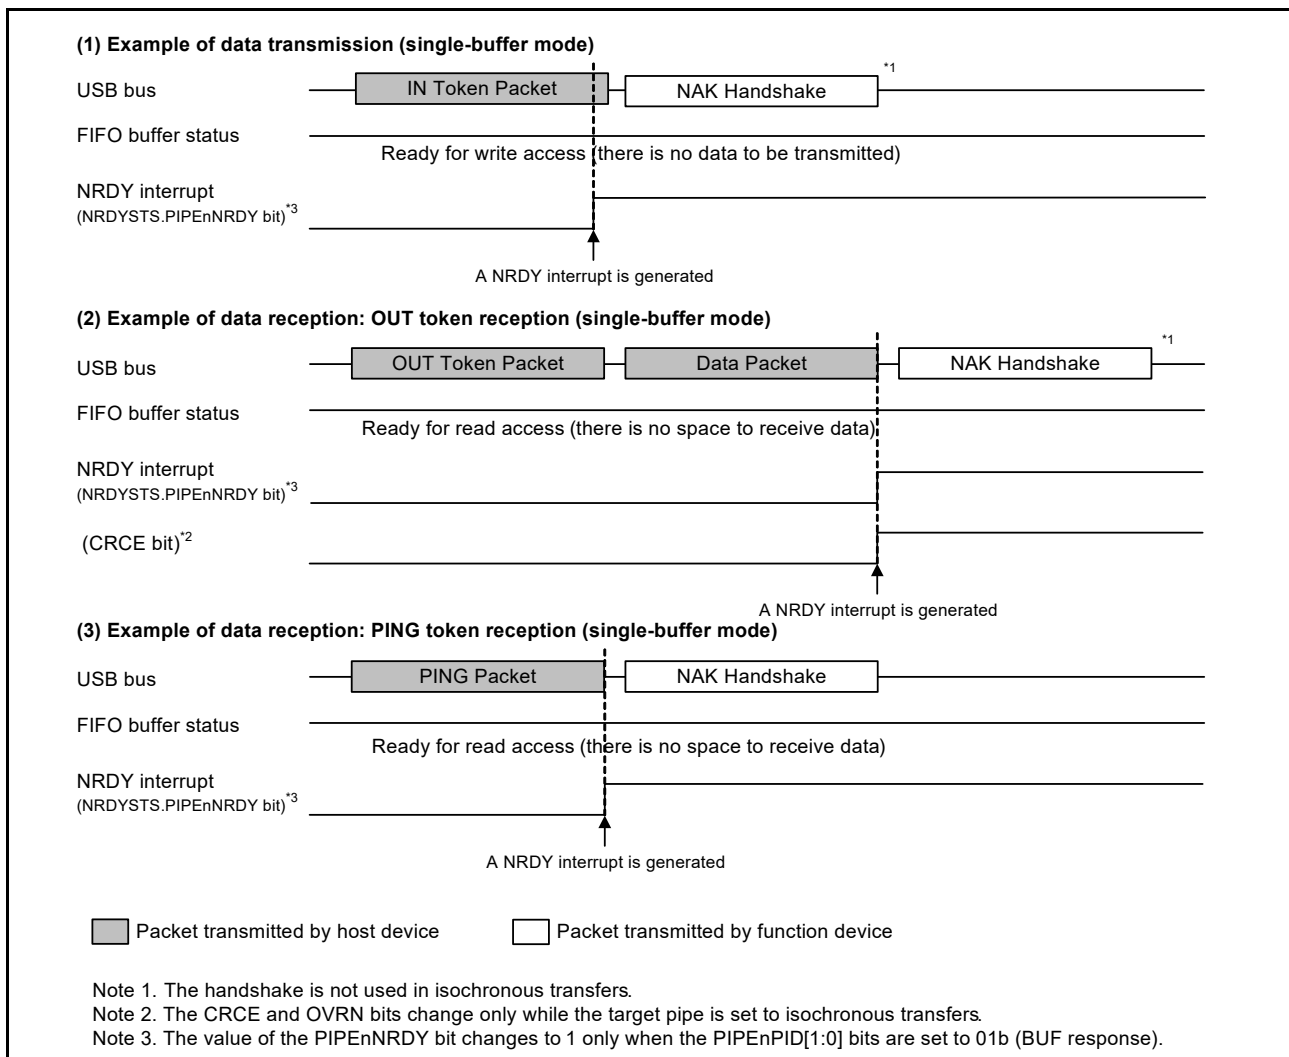 (1) Example of data transmission (single-buffer mode)
USB bus
IN Token Packet
NAK Handshake
*1
FIFO buffer status
Ready for write access (there is no data to be transmitted)
NRDY interrupt
(NRDYSTS.PIPEnNRDY bit)*3
A NRDY interrupt is generated
(2) Example of data reception: OUT token reception (single-buffer mode)
USB bus
OUT Token Packet
Data Packet
NAK Handshake
*1
FIFO buffer status
Ready for read access (there is no space to receive data)
NRDY interrupt
(NRDYSTS.PIPEnNRDY bit)*3
(CRCE bit)*2
A NRDY interrupt is generated
(3) Example of data reception: PING token reception (single-buffer mode)
USB bus
PING Packet
NAK Handshake
FIFO buffer status
Ready for read access (there is no space to receive data)
NRDY interrupt
(NRDYSTS.PIPEnNRDY bit)*3
A NRDY interrupt is generated
Packet transmitted by host device
Packet transmitted by function device
Note 1. The handshake is not used in isochronous transfers.
Note 2. The CRCE and OVRN bits change only while the target pipe is set to isochronous transfers.
Note 3. The value of the PIPEnNRDY bit changes to 1 only when the PIPEnPID[1:0] bits are set to 01b (BUF response).